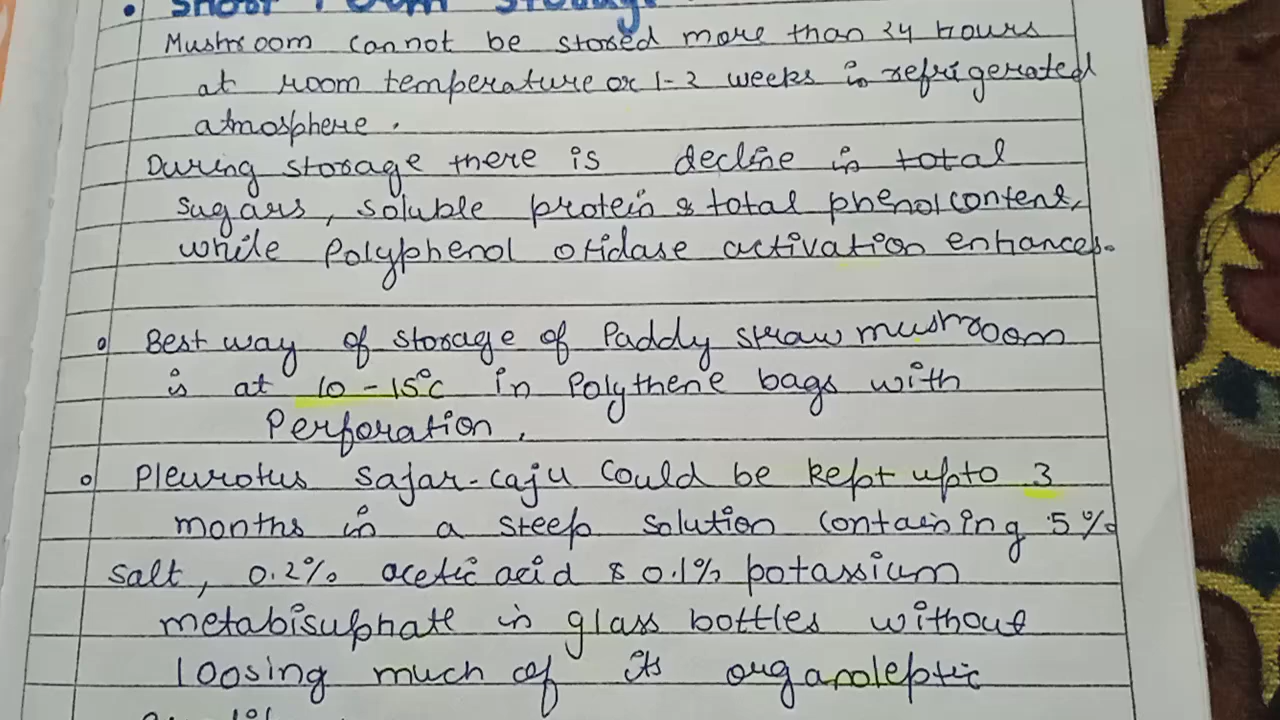 Short Term Storage
Mushroom cannot be stored more than 24 hours
at room temperature or 1-2 weeks in refrigerated
atmosphere.
During storage there is decline in total
sugars, soluble protein & total phenol content,
while Polyphenol oxidase activation enhances.
Best way of storage of Paddy straw mushroom
is at 10-15°c in Polythene bags with
Perforation.
Pleurotus Sajar-caju could be kept upto 3
months in a steep solution containing 5%
salt, 0.2% acetic acid & 0.1% potassium
metabisulphate in glass bottles without
loosing much of its organoleptic